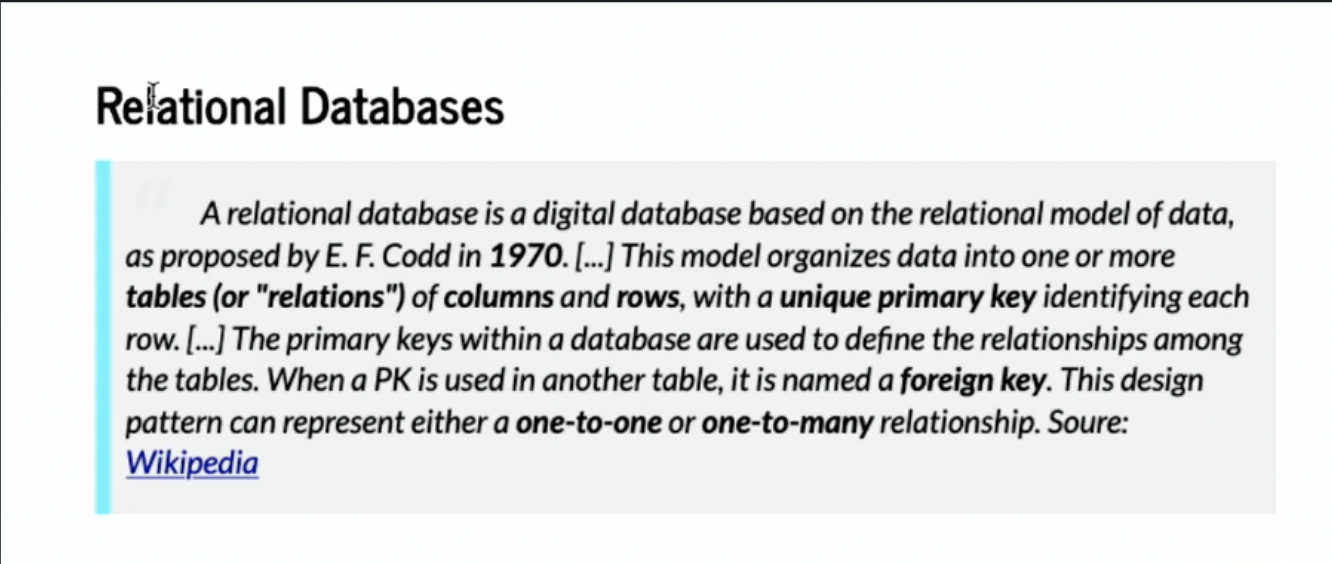 Relational Databases
“
A relational database is a digital database based on the relational model of data,
as proposed by E. F. Codd in 1970. [...] This model organizes data into one or more
tables (or "relations") of columns and rows, with a unique primary key identifying each
row. [...] The primary keys within a database are used to define the relationships among
the tables. When a PK is used in another table, it is named a foreign key. This design
pattern can represent either a one-to-one or one-to-many relationship. Soure:
Wikipedia